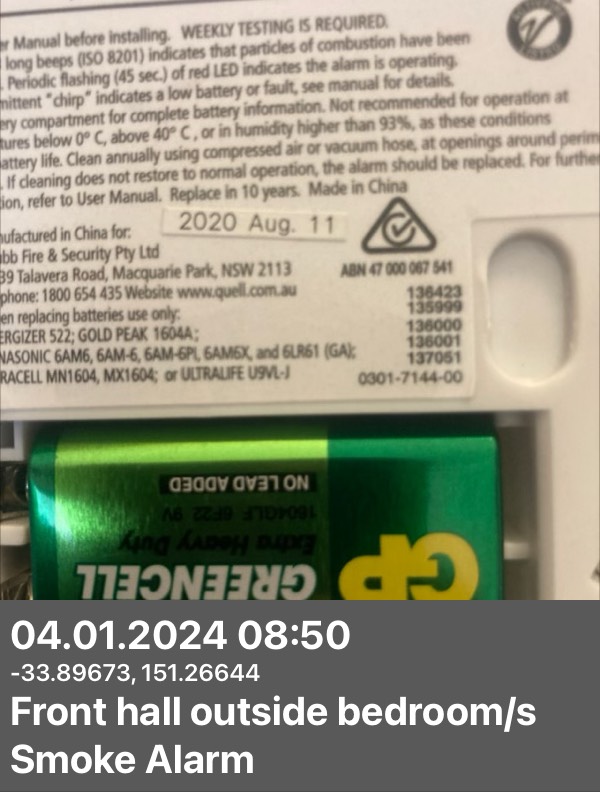 er Manual before installing. WEEKLY TESTING IS REQUIRED.
long beeps (ISO 8201) indicates that particles of combustion have been
. Periodic flashing (45 sec.) of red LED indicates the alarm is operating.
mittent "chirp" indicates a low battery or fault, see manual for details.
ery compartment for complete battery information. Not recommended for operation at
tures below 0° C, above 40° C , or in humidity higher than 93%, as these conditions
attery life. Clean annually using compressed air or vacuum hose, at openings around perim
. If cleaning does not restore to normal operation, the alarm should be replaced. For further
ion, refer to User Manual. Replace in 10 years. Made in China
2020 Aug. 11
nufactured in China for:
bb Fire & Security Pty Ltd
39 Talavera Road, Macquarie Park, NSW 2113
phone: 1800 654 435 Website www.quell.com.au
en replacing batteries use only:
ERGIZER 522; GOLD PEAK 1604A;
NASONIC 6AM6, 6AM-6, 6AM-6PI, 6AM6X, and 6LR61 (GA);
RACELL MN1604, MX1604; or ULTRALIFE U9VL-J
ABN 47 000 067 541
136423
135999
136000
136001
137051
0301-7144-00
NO LEAD ADDED
1604GLF 6F22 9V
Extra Heavy Duty
GREENCELL
GP
04.01.2024 08:50
-33.89673, 151.26644
Front hall outside bedroom/s
Smoke Alarm